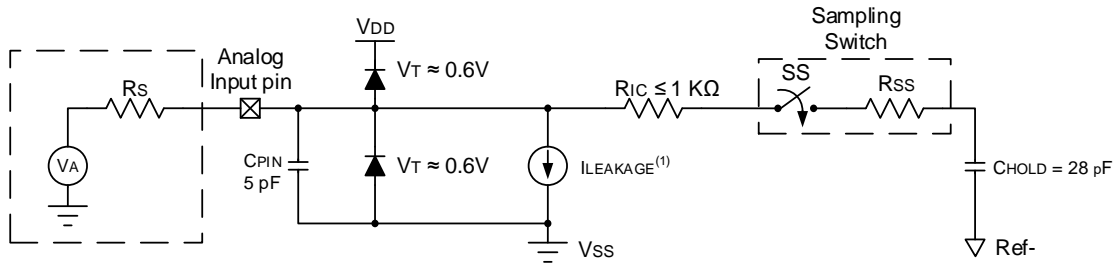 Sampling
Switch
VDD
Analog
Input pin
VT ≈ 0.6V
SS
RSS
RS
RIC ≤ 1 KΩ
VA
CPIN
5 pF
VT ≈ 0.6V
ILEAKAGE(1)
CHOLD = 28 pF
VSS
Ref-